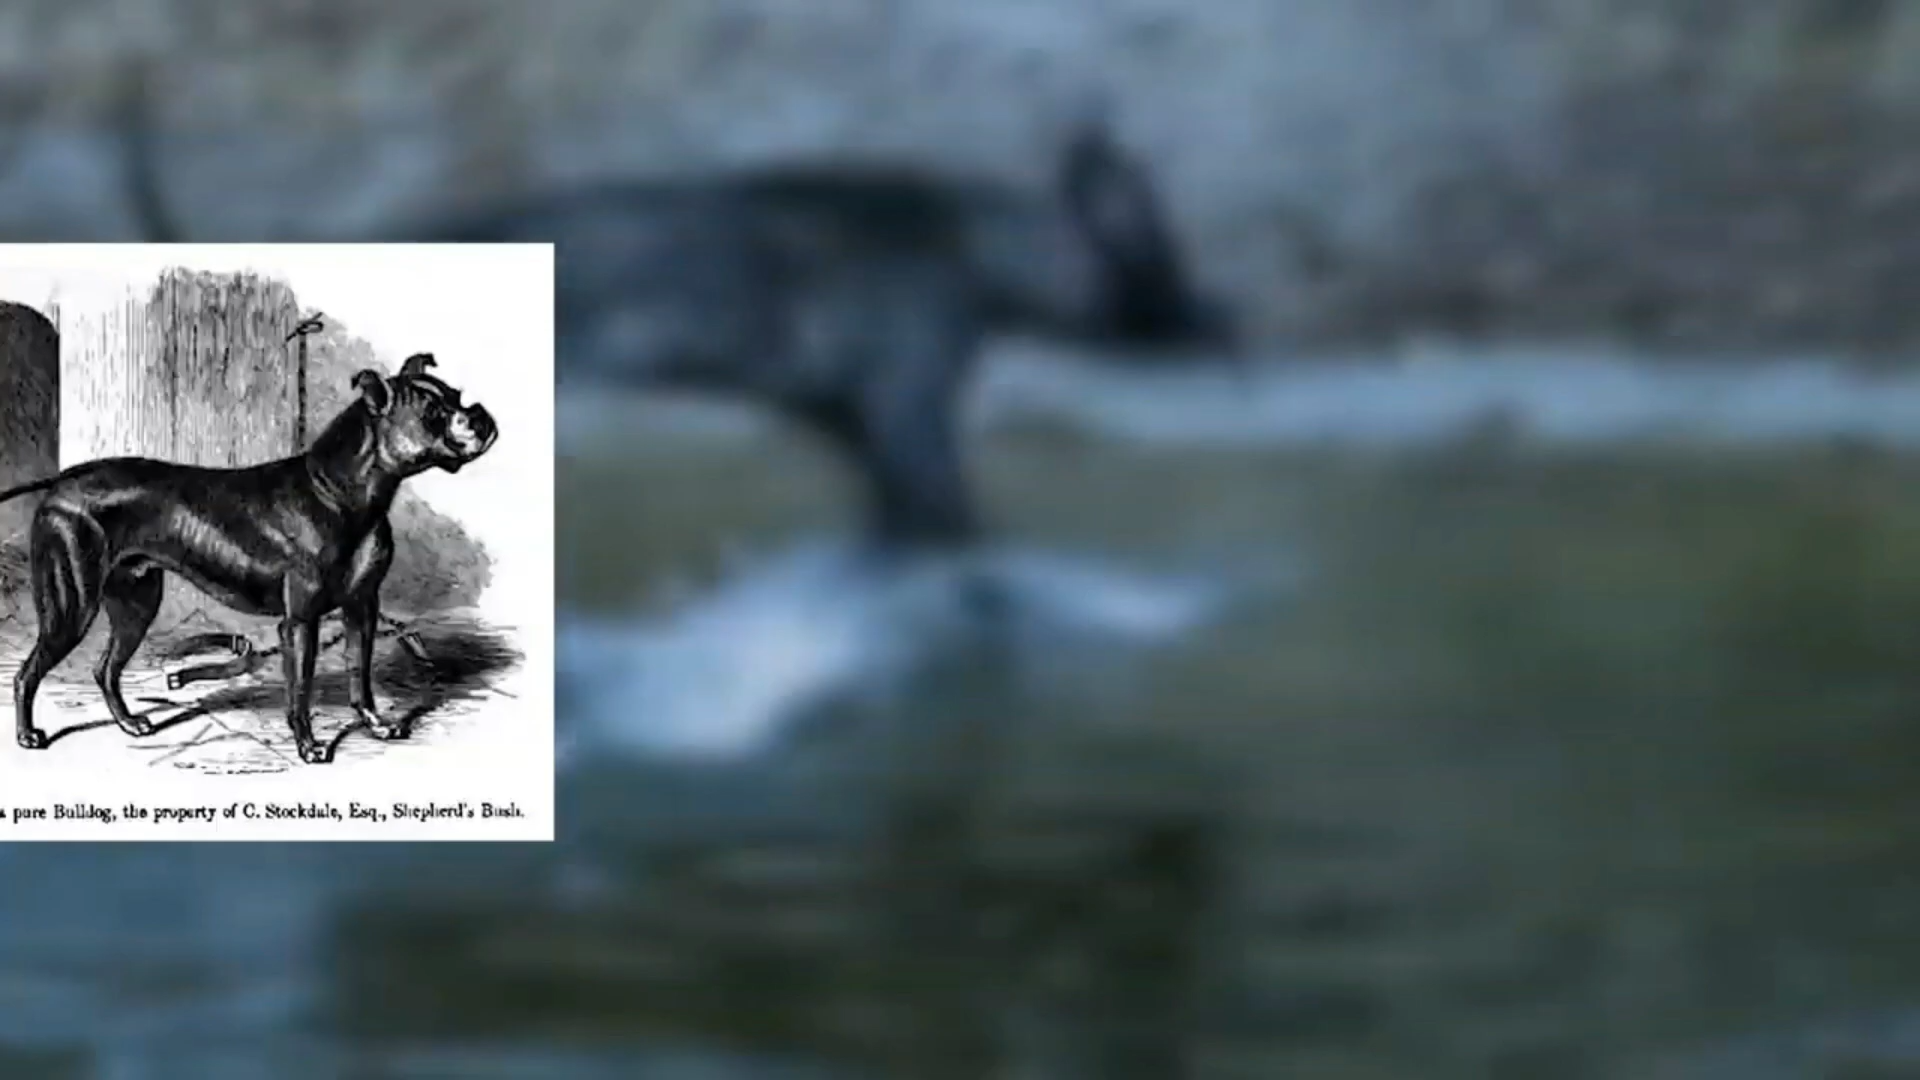 a pure Bulldog, the property of C. Stockdale, Esq., Shepherd's Bush.